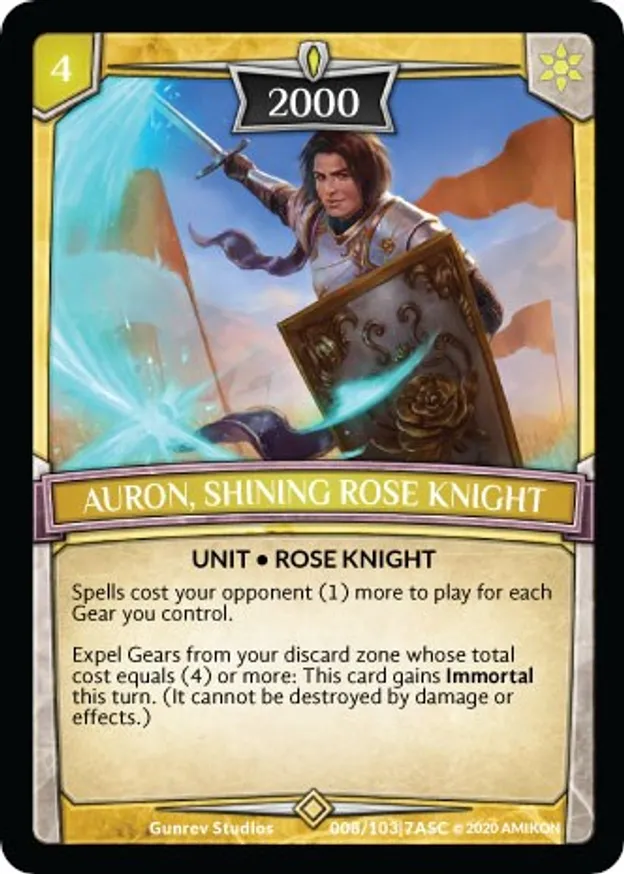 4
2000
AURON, SHINING ROSE KNIGHT
UNIT ● ROSE KNIGHT
Spells cost your opponent (1) more to play for each
Gear you control.
Expel Gears from your discard zone whose total
cost equals (4) or more: This card gains Immortal
this turn. (It cannot be destroyed by damage or
effects.)
Gunrev Studios 008/103|7ASC © 2020 AMIKON